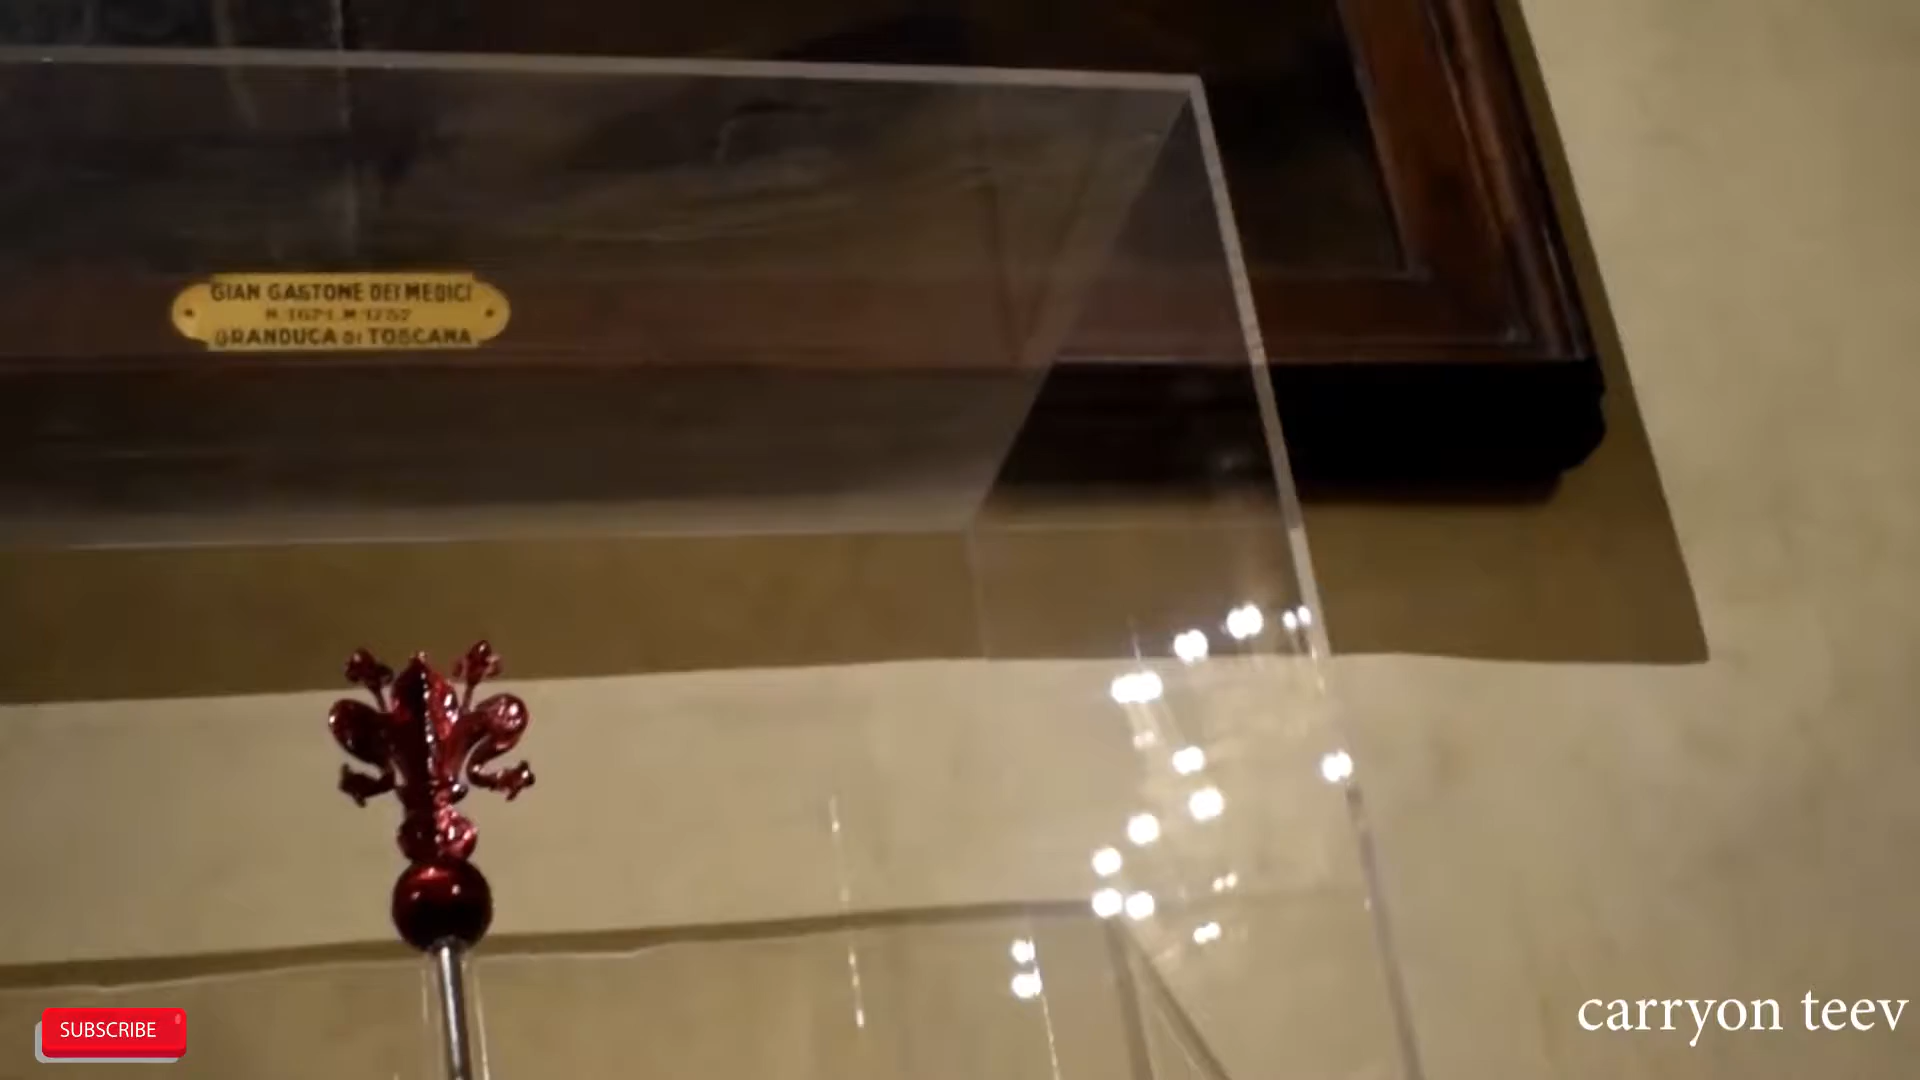 GIAN GASTONE DEI MEDICI
GRANDUCA DI TOSCANA
SUBSCRIBE
carryon teev